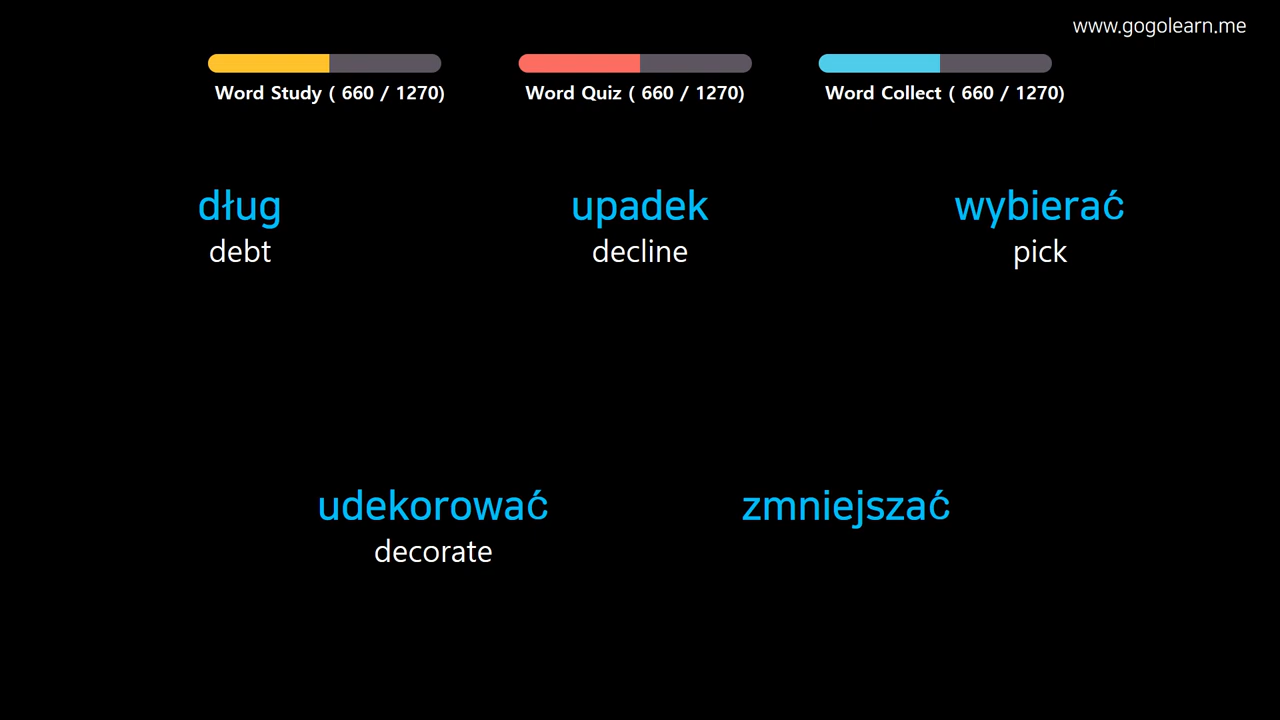 www.gogolearn.me
Word Study ( 660 / 1270)
Word Quiz ( 660 / 1270)
Word Collect ( 660 / 1270)
dług
debt
upadek
decline
wybierać
pick
udekorować
decorate
zmniejszać